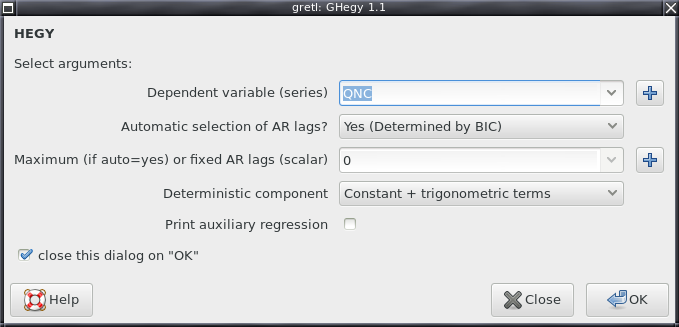 gretl: GHegy 1.1
HEGY
Select arguments:
Dependent variable (series) QNC
Automatic selection of AR lags? Yes (Determined by BIC)
Maximum (if auto=yes) or fixed AR lags (scalar) 0
Deterministic component Constant + trigonometric terms
Print auxiliary regression
close this dialog on "OK"
Help Close OK